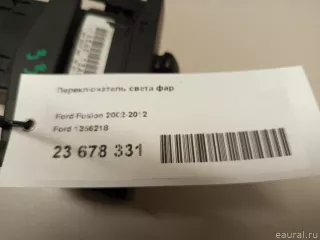 Переключатель света фар
Ford Fusion 2002-2012
Ford 1356218
23 678 331
eaural.ru